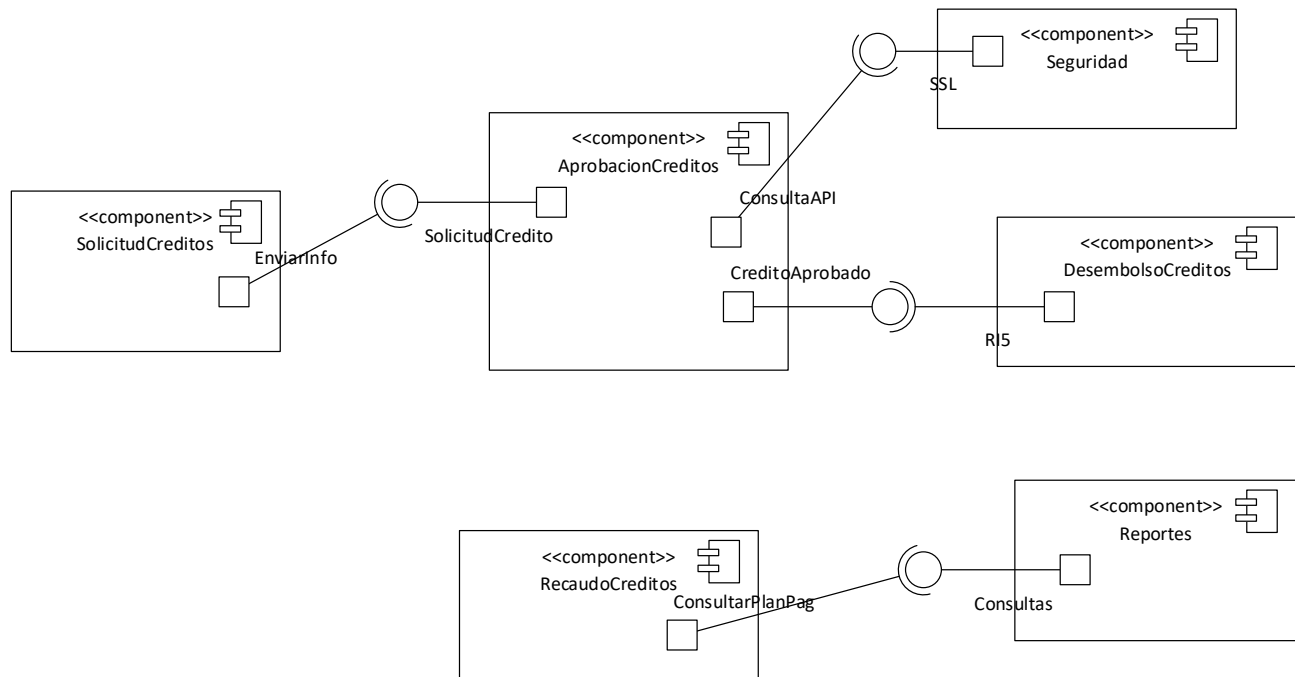 <<component>>
Seguridad
SSL
<<component>>
AprobacionCreditos
ConsultaAPI
CreditoAprobado
<<component>>
SolicitudCreditos
EnviarInfo
SolicitudCredito
<<component>>
DesembolsoCreditos
RI5
<<component>>
Reportes
Consultas
<<component>>
RecaudoCreditos
ConsultarPlanPag